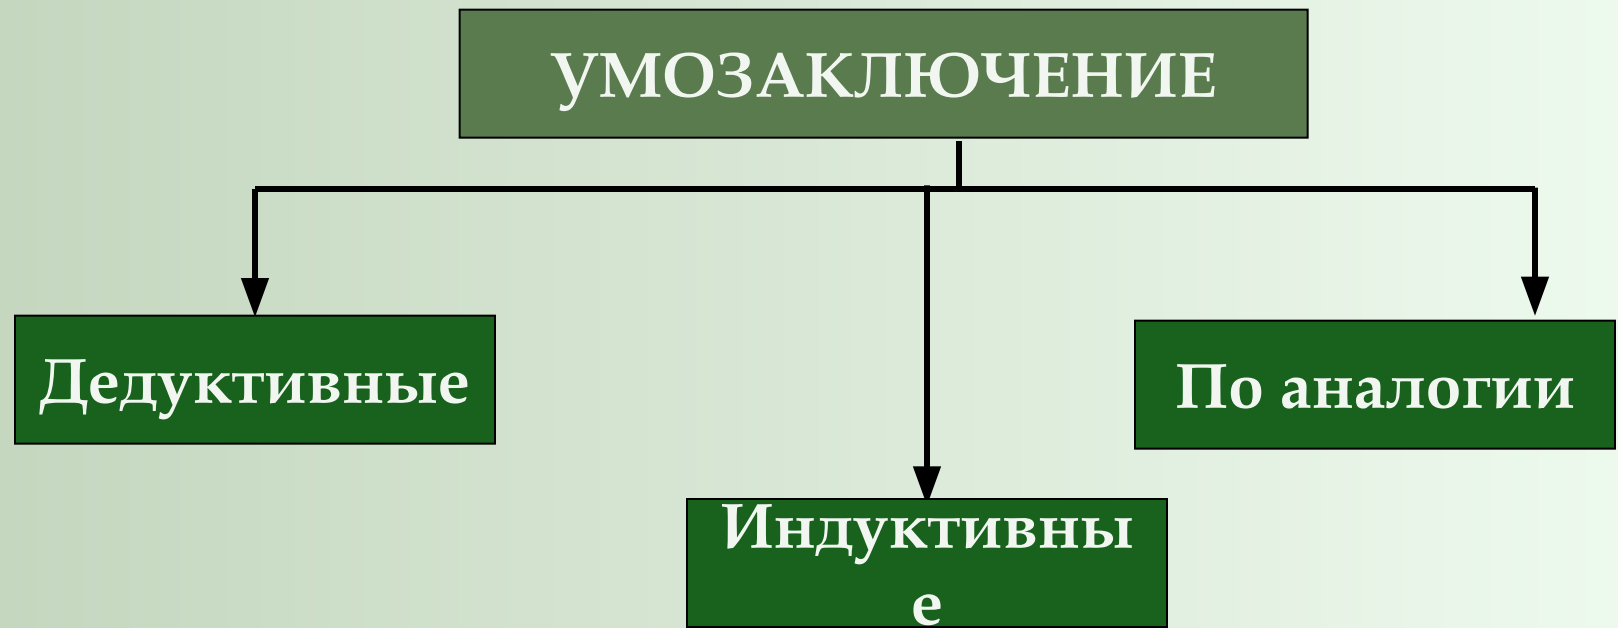 УМОЗАКЛЮЧЕНИЕ
Дедуктивные
По аналогии
Индуктивны
е